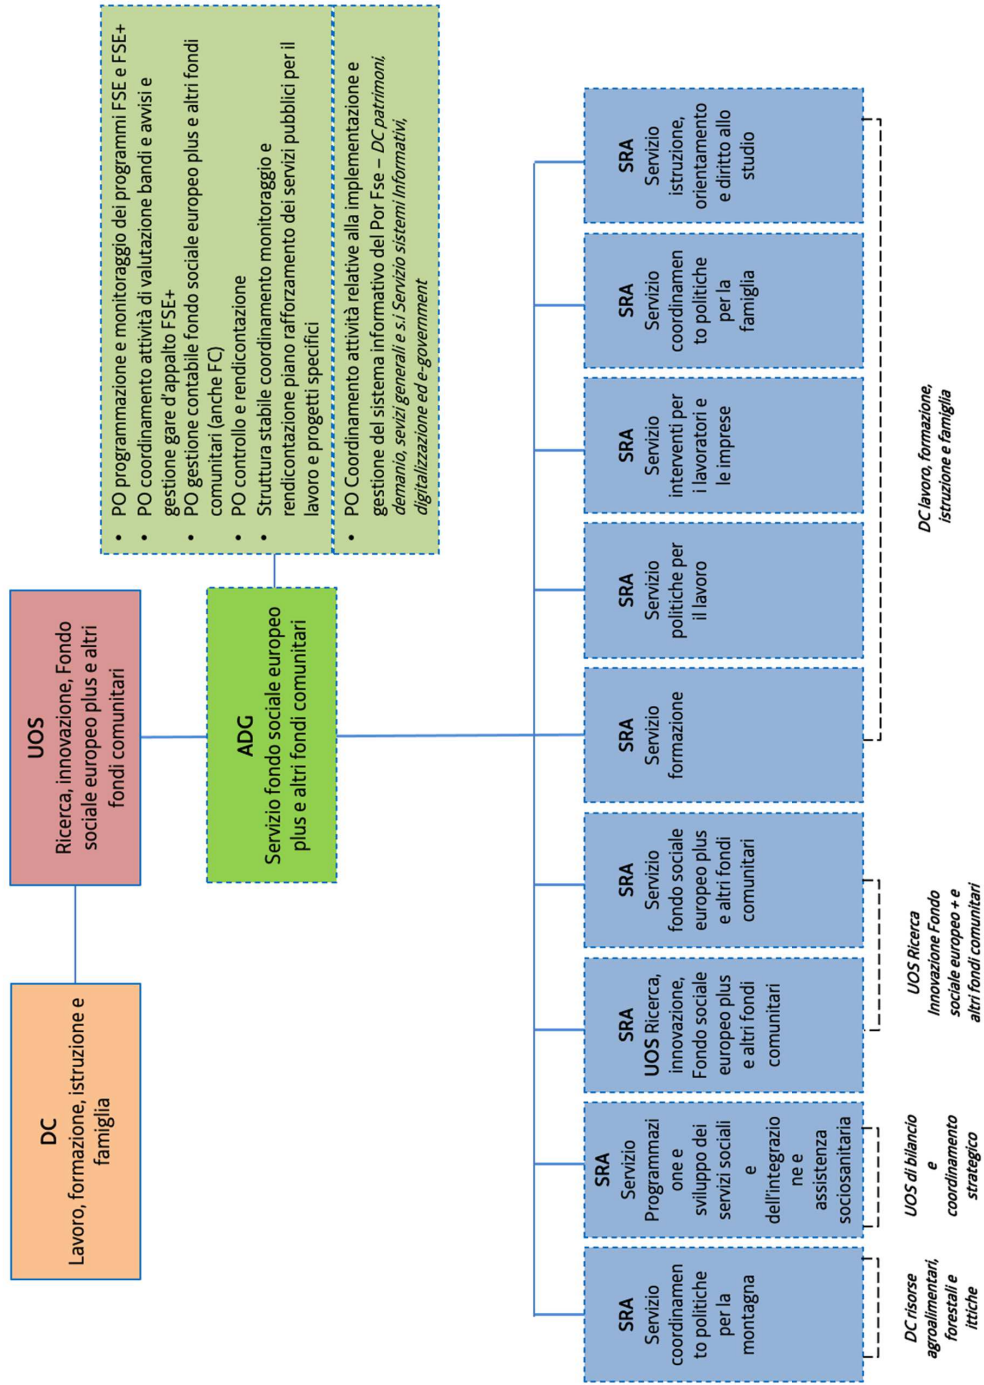 DC
Lavoro, formazione, istruzione e
famiglia
UOS
Ricerca, innovazione, Fondo
sociale europeo plus e altri
fondi comunitari
ADG
Servizio fondo sociale europeo
plus e altri fondi comunitari
• PO programmazione e monitoraggio dei programmi FSE e FSE+
• PO coordinamento attività di valutazione bandi e avvisi e
gestione gare d'appalto FSE+
• PO gestione contabile fondo sociale europeo plus e altri fondi
comunitari (anche FC)
• PO controllo e rendicontazione
• Struttura stabile coordinamento monitoraggio e
rendicontazione piano rafforzamento dei servizi pubblici per il
lavoro e progetti specifici
• PO Coordinamento attività relative alla implementazione e
gestione del sistema informativo del Por Fse – DC patrimoni,
demanio, sevizi generali e s.i Servizio sistemi Informativi,
digitalizzazione ed e-government
SRA
Servizio
coordinamen
to politiche
per la
montagna
SRA
Servizio
Programmazi
one e
sviluppo dei
servizi sociali
e
dell'integrazio
ne e
assistenza
sociosanitaria
SRA
UOS Ricerca,
innovazione,
Fondo sociale
europeo plus
e altri fondi
comunitari
SRA
Servizio
fondo sociale
europeo plus
e altri fondi
comunitari
SRA
Servizio
formazione
SRA
Servizio
politiche per
il lavoro
SRA
Servizio
interventi per
i lavoratori e
le imprese
SRA
Servizio
coordinamen
to politiche
per la
famiglia
SRA
Servizio
istruzione,
orientamento
e diritto allo
studio
DC risorse
agroalimentari,
forestali e
ittiche
UOS di bilancio
e
coordinamento
strategico
UOS Ricerca
Innovazione Fondo
sociale europeo + e
altri fondi comunitari
DC lavoro, formazione,
istruzione e famiglia